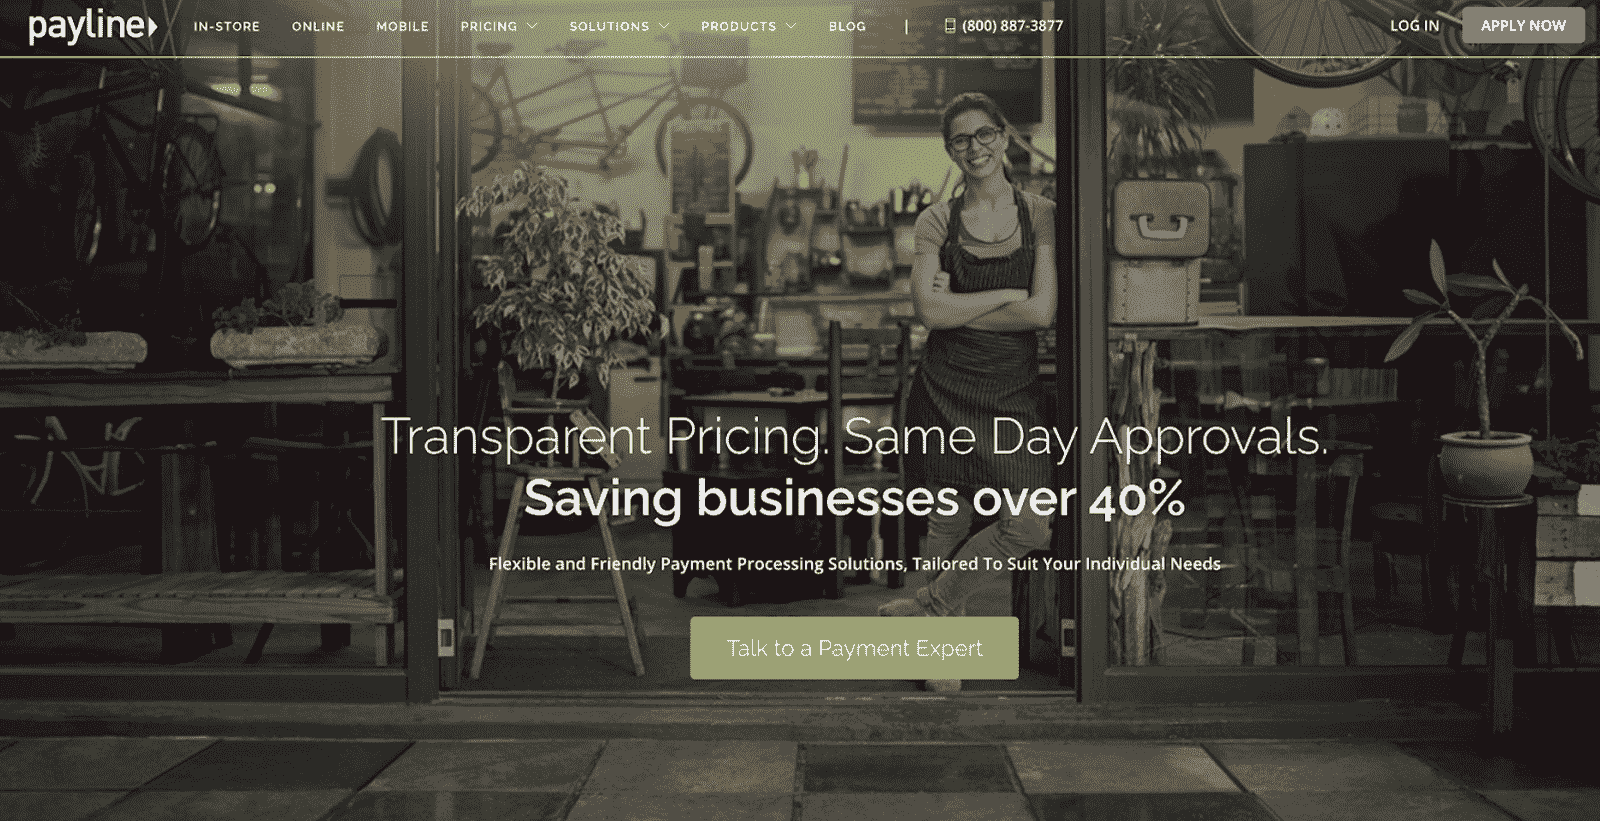 payline
IN-STORE
ONLINE
MOBILE
PRICING
SOLUTIONS
PRODUCTS
BLOG
|
(800) 887-3877
LOG IN
APPLY NOW
Transparent Pricing. Same Day Approvals.
Saving businesses over 40%
Flexible and Friendly Payment Processing Solutions, Tailored To Suit Your Individual Needs
Talk to a Payment Expert